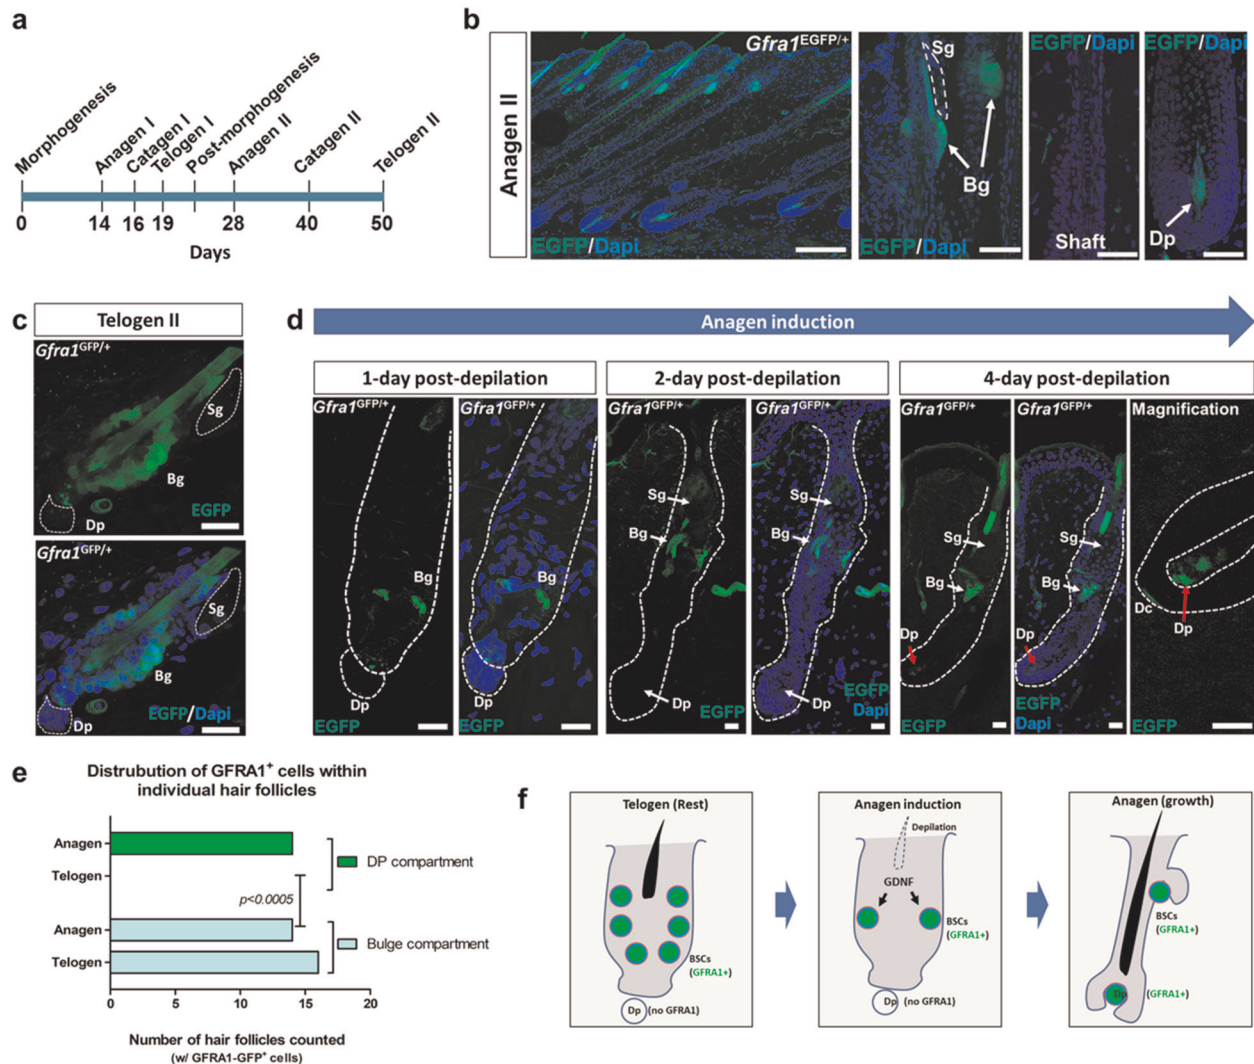 a
Morphogenesis
Anagen I
Catagen I
Telogen I
Post-morphogenesis
Anagen II
Catagen II
Telogen II
0
14
16
19
28
40
50
Days
b
Anagen II
Gfra1EGFP/+
EGFP/Dapi
Sg
Bg
EGFP/Dapi
EGFP/Dapi
Shaft
EGFP/Dapi
Dp
c
Telogen II
Gfra1GFP/+
Sg
Bg
Dp
EGFP
Gfra1GFP/+
Sg
Bg
EGFP/Dapi
Dp
d
Anagen induction
1-day post-depilation
Gfra1GFP/+
Bg
Dp
EGFP
Gfra1GFP/+
Bg
Dp
2-day post-depilation
Gfra1GFP/+
Sg
Bg
Dp
EGFP
Gfra1GFP/+
Sg
Bg
Dp
EGFP
Dapi
4-day post-depilation
Gfra1GFP/+
Sg
Bg
Dp
EGFP
Gfra1GFP/+
Sg
Bg
Dp
EGFP
Dapi
Magnification
Dc
Dp
EGFP
e
Distrubution of GFRA1+ cells within
individual hair follicles
Anagen
Telogen
Anagen
Telogen
p<0.0005
DP compartment
Bulge compartment
0
5
10
15
20
Number of hair follicles counted
(w/ GFRA1-GFP+ cells)
f
Telogen (Rest)
BSCs
(GFRA1+)
Dp
(no GFRA1)
Anagen induction
Depilation
GDNF
BSCs
(GFRA1+)
Dp
(no GFRA1)
Anagen (growth)
BSCs
(GFRA1+)
Dp
(GFRA1+)